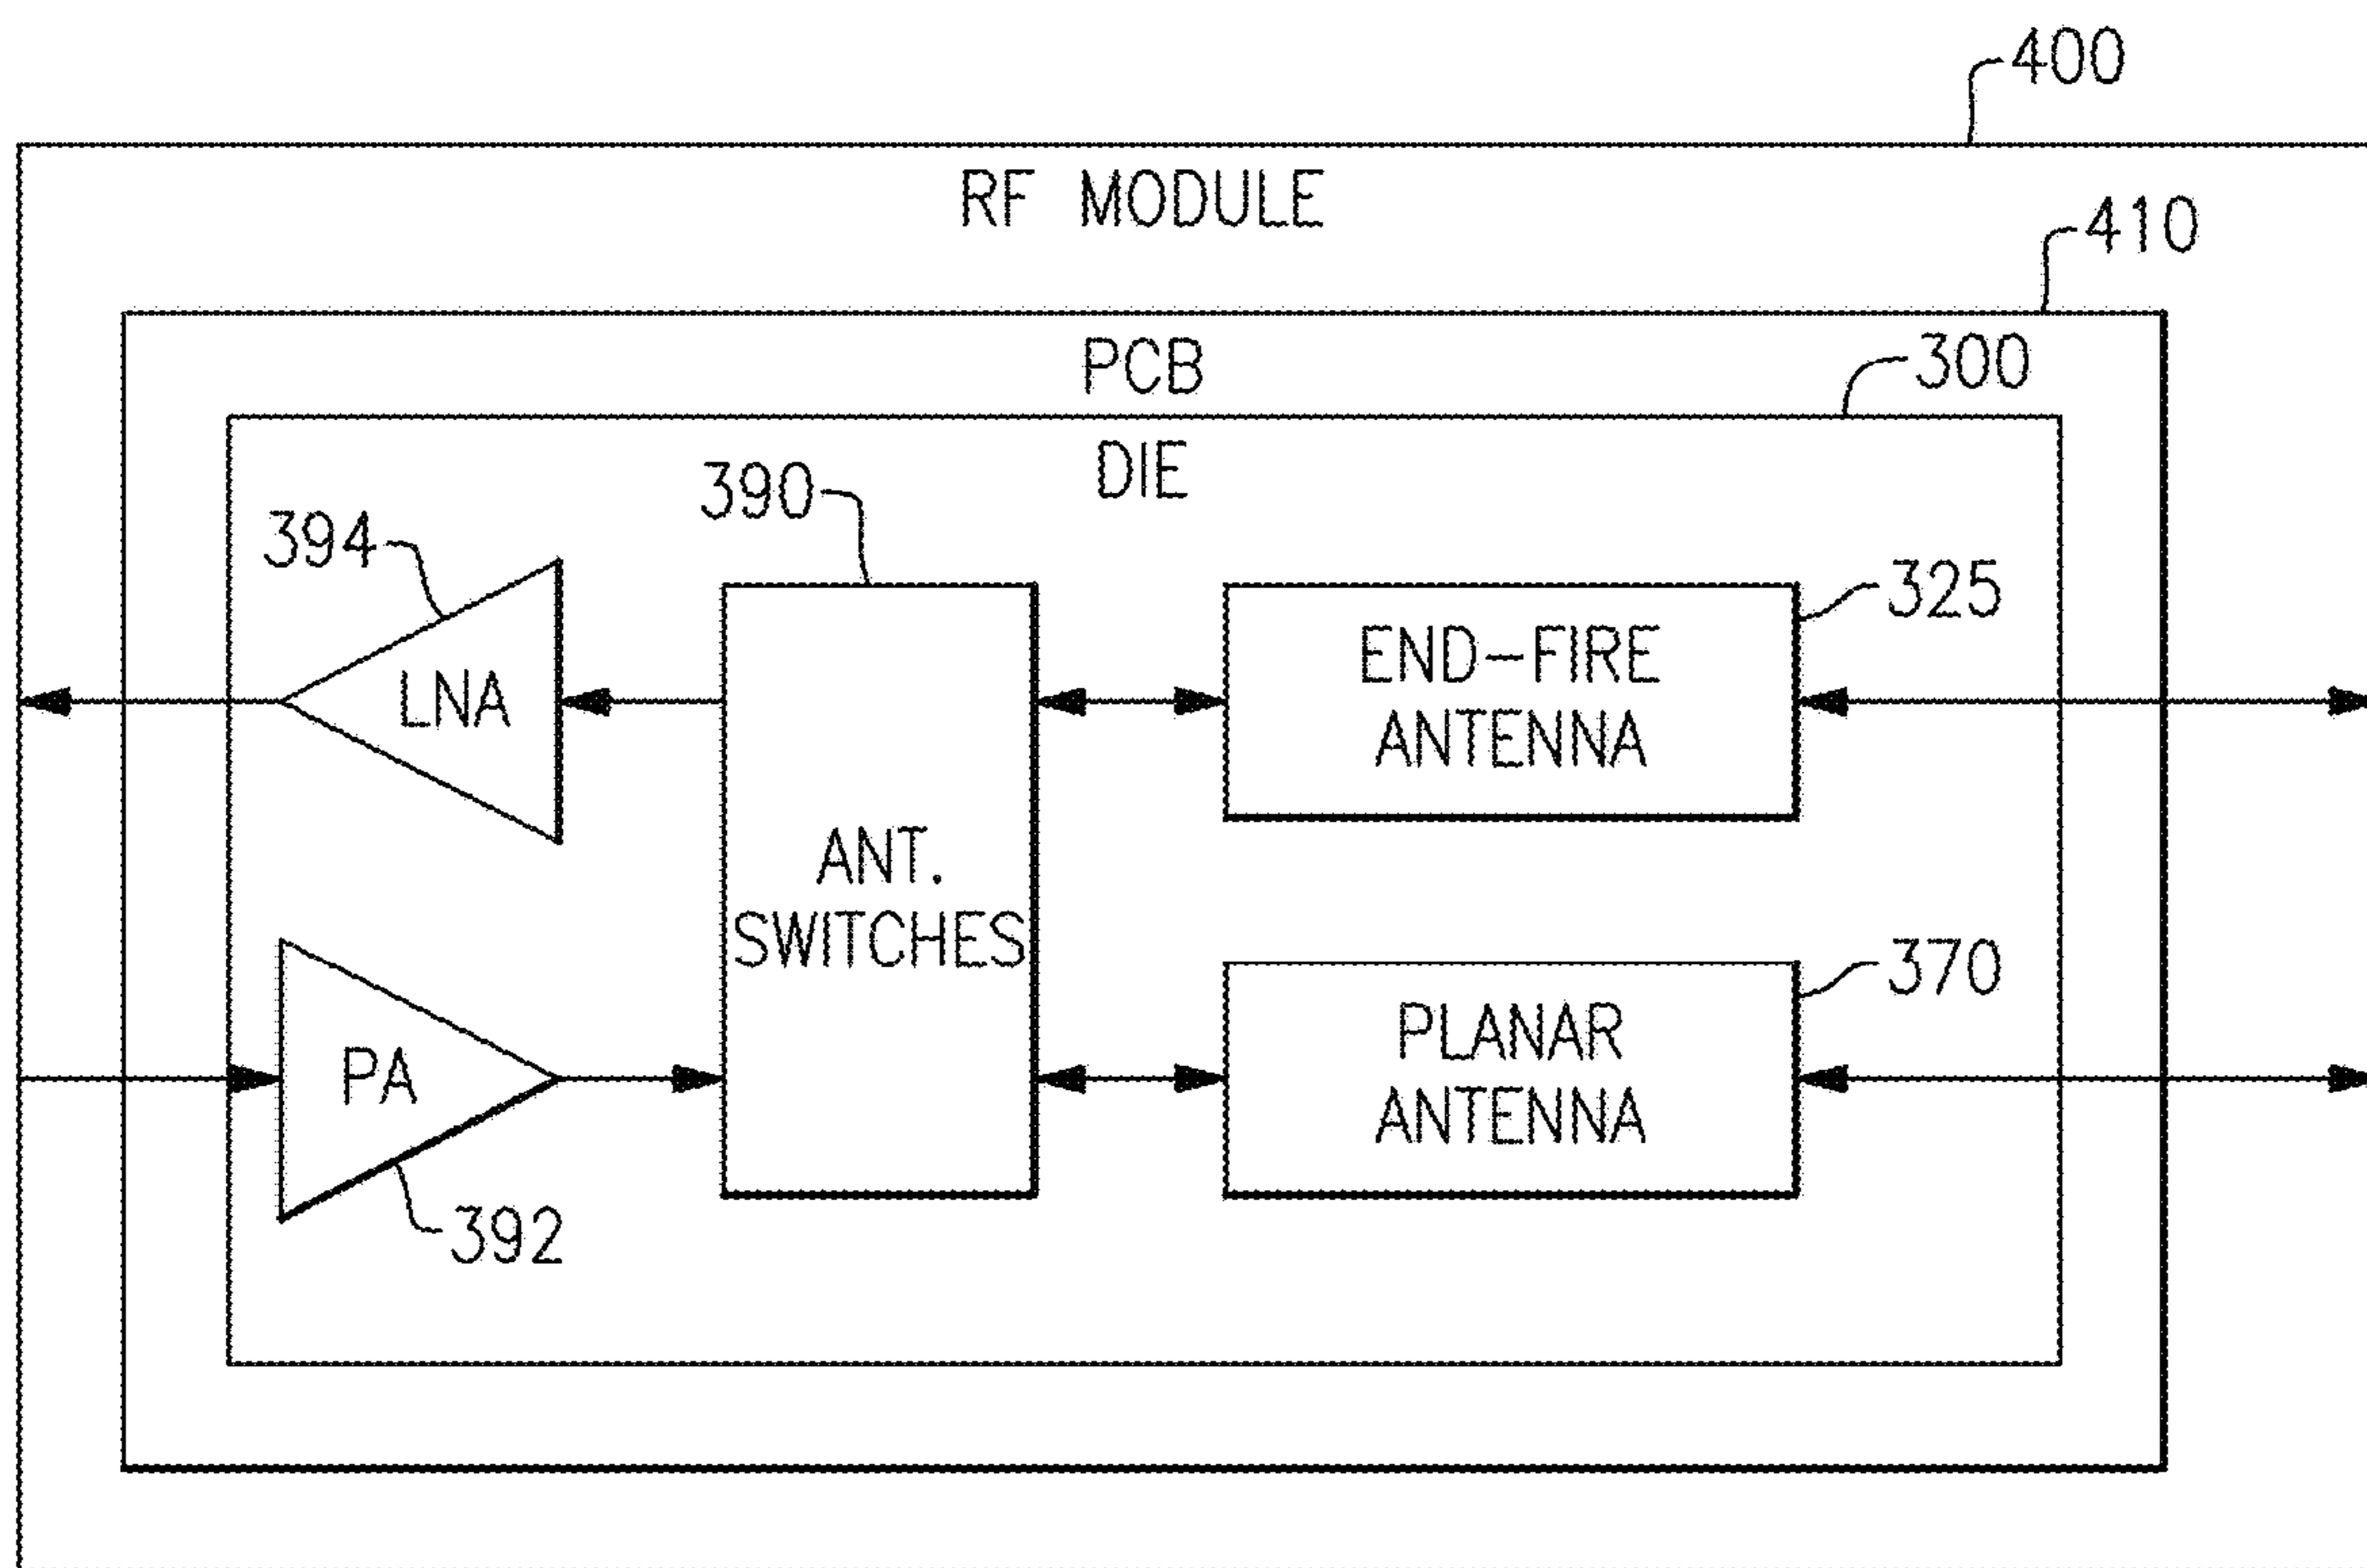 400
RF MODULE
410
PCB
300
DIE
390
394
325
LNA
END-FIRE
ANTENNA
ANT.
SWITCHES
370
PA
PLANAR
ANTENNA
392